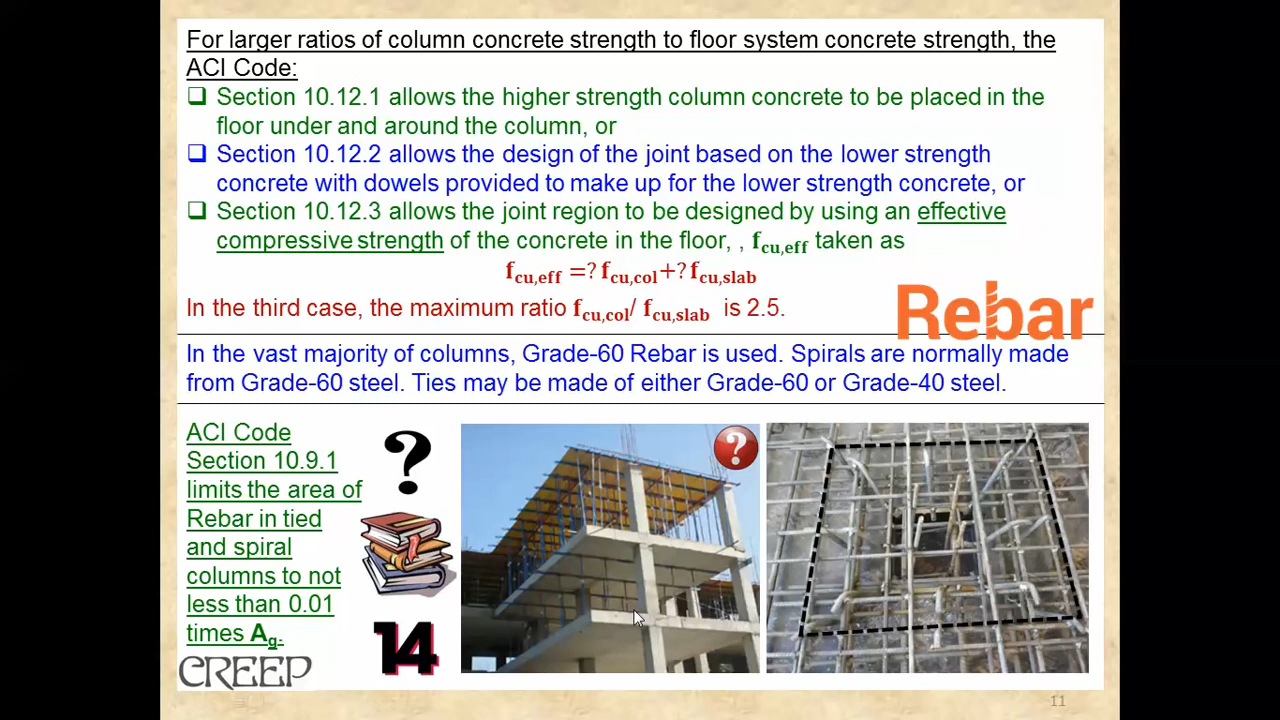 For larger ratios of column concrete strength to floor system concrete strength, the
ACI Code:
Section 10.12.1 allows the higher strength column concrete to be placed in the
floor under and around the column, or
Section 10.12.2 allows the design of the joint based on the lower strength
concrete with dowels provided to make up for the lower strength concrete, or
Section 10.12.3 allows the joint region to be designed by using an effective
compressive strength of the concrete in the floor, , fcu,eff taken as
fcu,eff =? fcu,col+? fcu,slab
In the third case, the maximum ratio fcu,col/ fcu,slab is 2.5.
Rebar
In the vast majority of columns, Grade-60 Rebar is used. Spirals are normally made
from Grade-60 steel. Ties may be made of either Grade-60 or Grade-40 steel.
ACI Code
Section 10.9.1
limits the area of
Rebar in tied
and spiral
columns to not
less than 0.01
times Ag.
?
14
?
CREEP
11